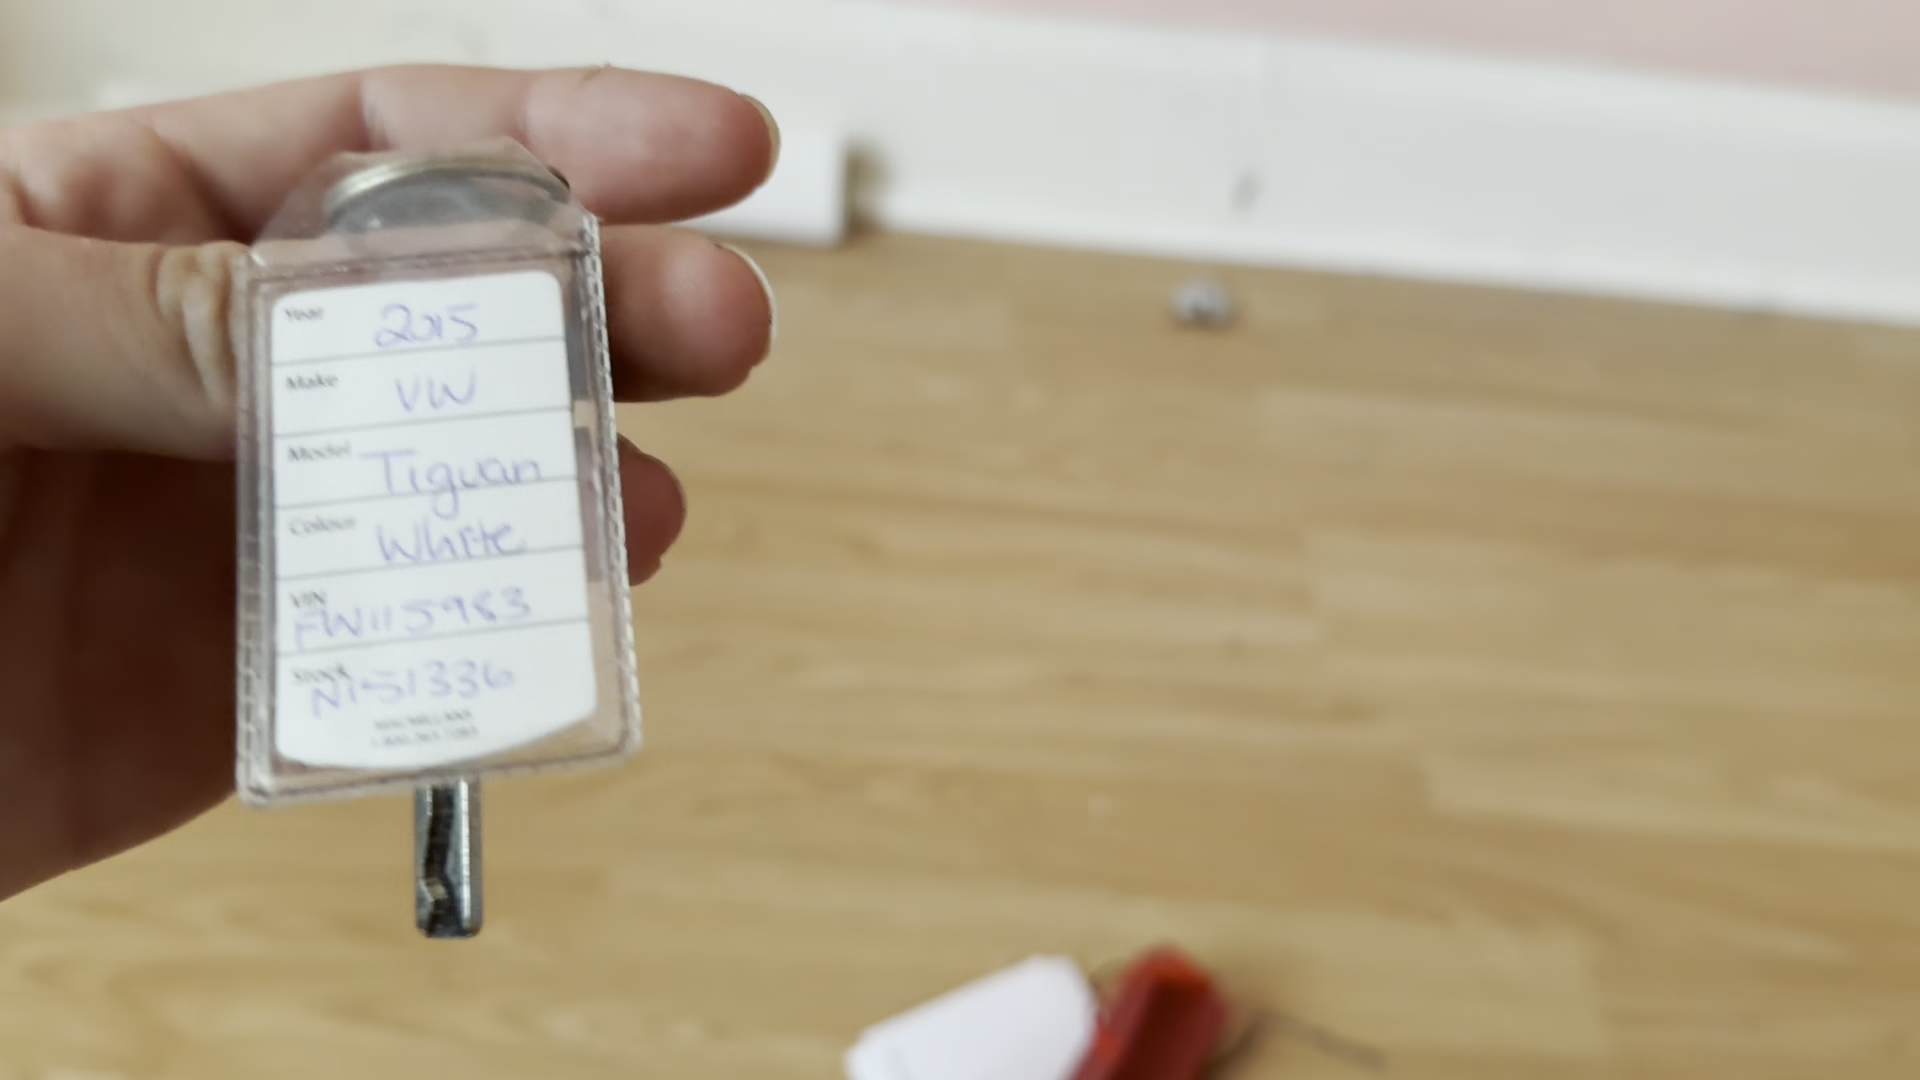 Year 2015
Make VW
Model Tiguan
Colour White
VIN FW115983
Stock N151336